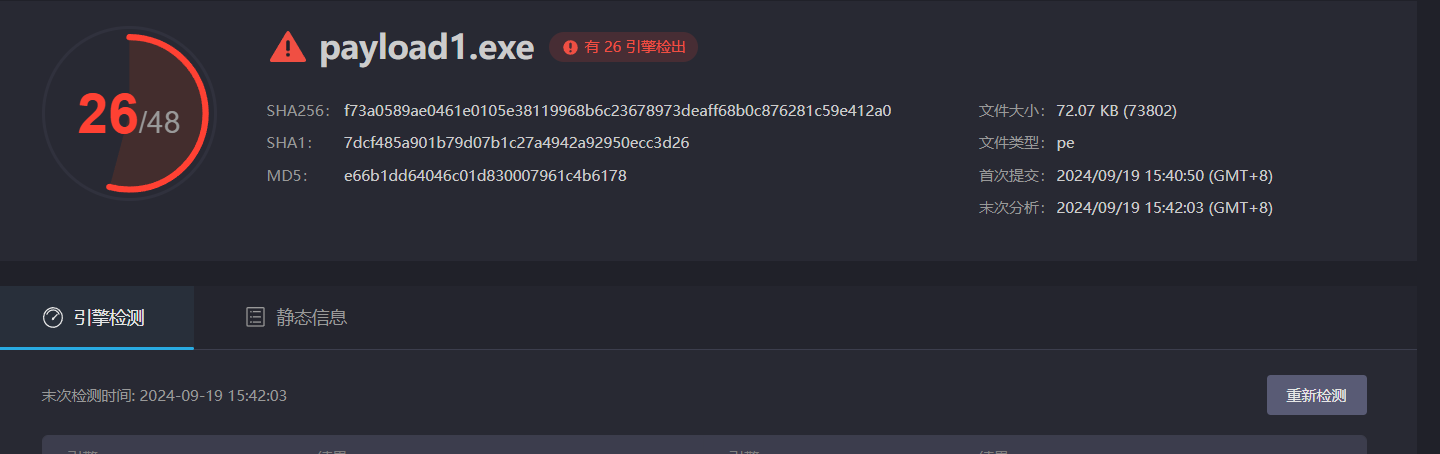 payload1.exe 有 26 引擎检出
26/48
SHA256： f73a0589ae0461e0105e38119968b6c23678973deaff68b0c876281c59e412a0 文件大小： 72.07 KB (73802)
SHA1： 7dcf485a901b79d07b1c27a4942a92950ecc3d26 文件类型： pe
MD5： e66b1dd64046c01d830007961c4b6178 首次提交： 2024/09/19 15:40:50 (GMT+8)
末次分析： 2024/09/19 15:42:03 (GMT+8)
引擎检测 静态信息
末次检测时间: 2024-09-19 15:42:03 重新检测